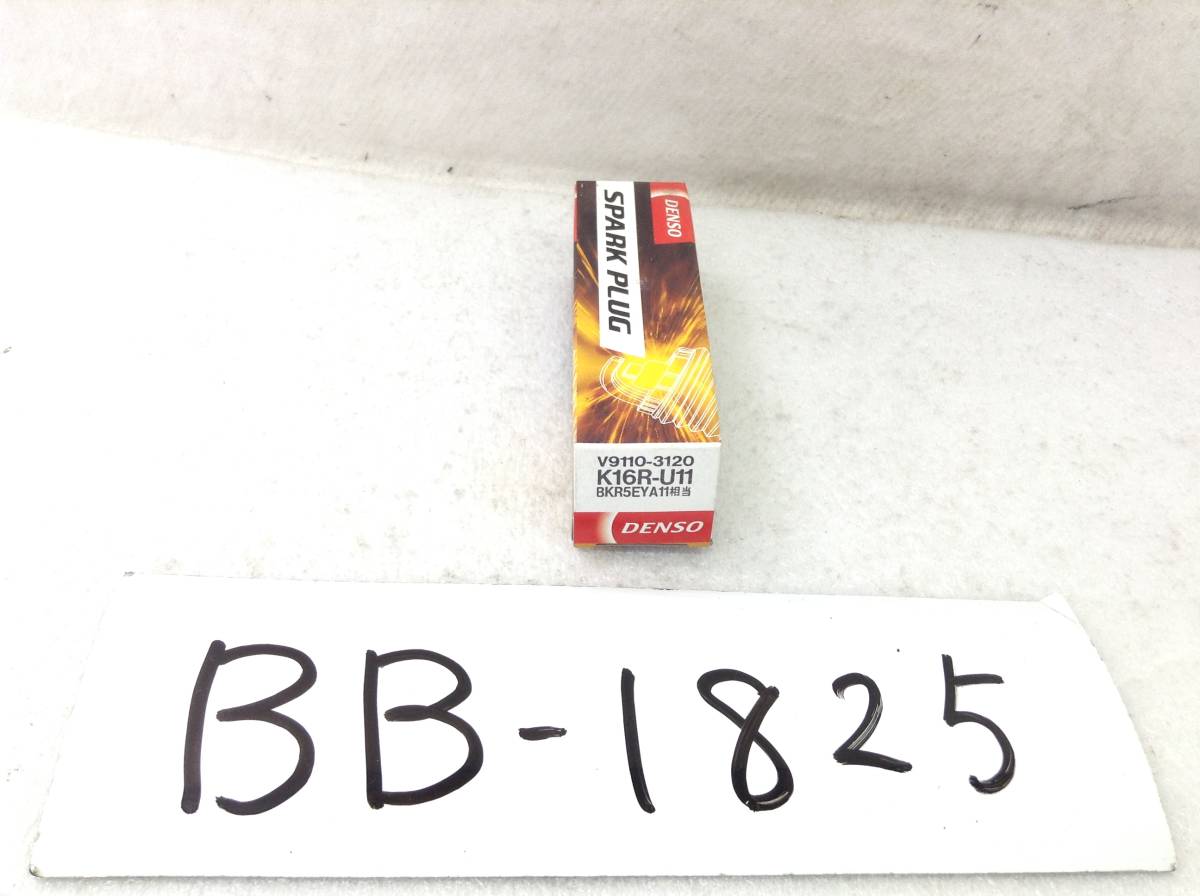 DENSO
SPARK PLUG
V9110-3120
K16R-U11
BKR5EYA11相当
DENSO
BB-1825